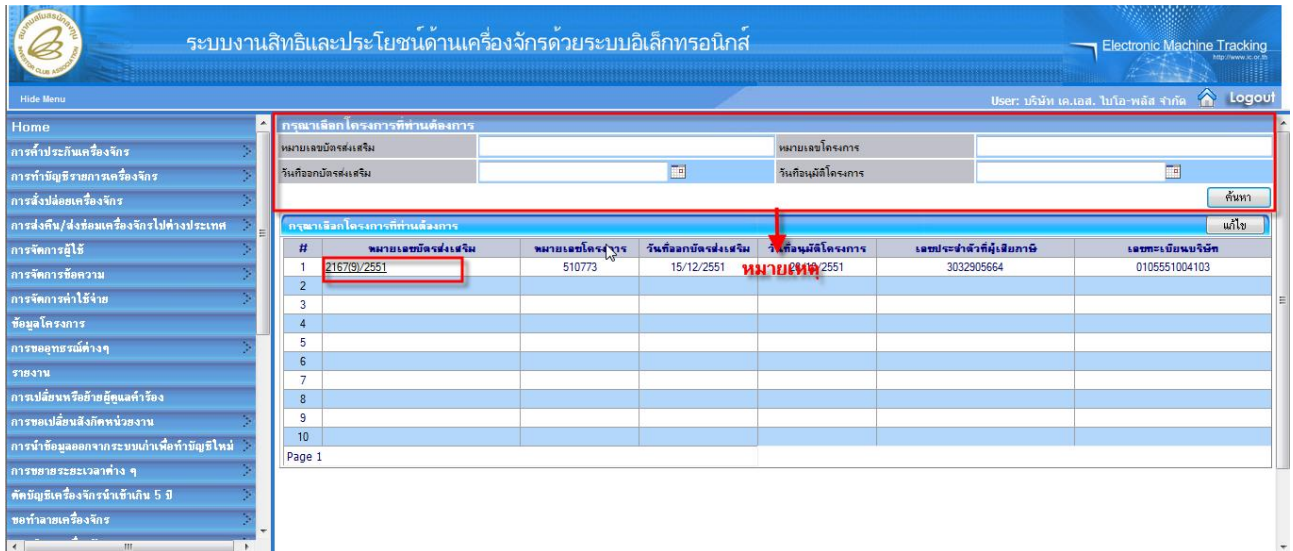 ระบบงานสิทธิและประโยชน์ด้านเครื่องจักรด้วยระบบอิเล็กทรอนิกส์
Electronic Machine Tracking
http://www.ic.or.th
INVESTOR CLUB ASSOCIATION
Hide Menu
User: บริษัท เค.เอส. ไบโอ-พลัส จำกัด Logout
Home
การค้ำประกันเครื่องจักร
การทำบัญชีรายการเครื่องจักร
การสั่งปล่อยเครื่องจักร
การส่งคืน/ส่งซ่อมเครื่องจักรไปต่างประเทศ
การจัดการผู้ใช้
การจัดการข้อความ
การจัดการค่าใช้จ่าย
ข้อมูลโครงการ
การขออุทธรณ์ต่างๆ
รายงาน
การเปลี่ยนหรือย้ายผู้ดูแลคำร้อง
การขอเปลี่ยนสังกัดหน่วยงาน
การนำข้อมูลออกจากระบบเก่าเพื่อทำบัญชีใหม่
การขยายระยะเวลาต่าง ๆ
ตัดบัญชีเครื่องจักรนำเข้าเกิน 5 ปี
ขอทำลายเครื่องจักร
กรุณาเลือกโครงการที่ท่านต้องการ
หมายเลขบัตรส่งเสริม หมายเลขโครงการ
วันที่ออกบัตรส่งเสริม วันที่อนุมัติโครงการ
ค้นหา
กรุณาเลือกโครงการที่ท่านต้องการ แก้ไข
# หมายเลขบัตรส่งเสริม หมายเลขโครงการ วันที่ออกบัตรส่งเสริม วันที่อนุมัติโครงการ เลขประจำตัวผู้เสียภาษี เลขทะเบียนบริษัท
1 2167(9)/2551 510773 15/12/2551 /2551 3032905664 0105551004103
หมายเหตุ
2
3
4
5
6
7
8
9
10
Page 1